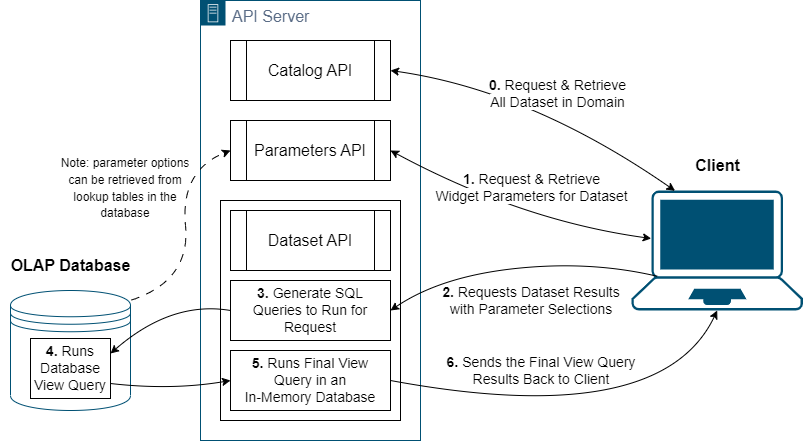 API Server
Catalog API
0. Request & Retrieve
All Dataset in Domain
Parameters API
Note: parameter options
can be retrieved from
lookup tables in the
database
1. Request & Retrieve
Widget Parameters for Dataset
Client
Dataset API
OLAP Database
2. Requests Dataset Results
with Parameter Selections
3. Generate SQL
Queries to Run for
Request
4. Runs
Database
View Query
5. Runs Final View
Query in an
In-Memory Database
6. Sends the Final View Query
Results Back to Client